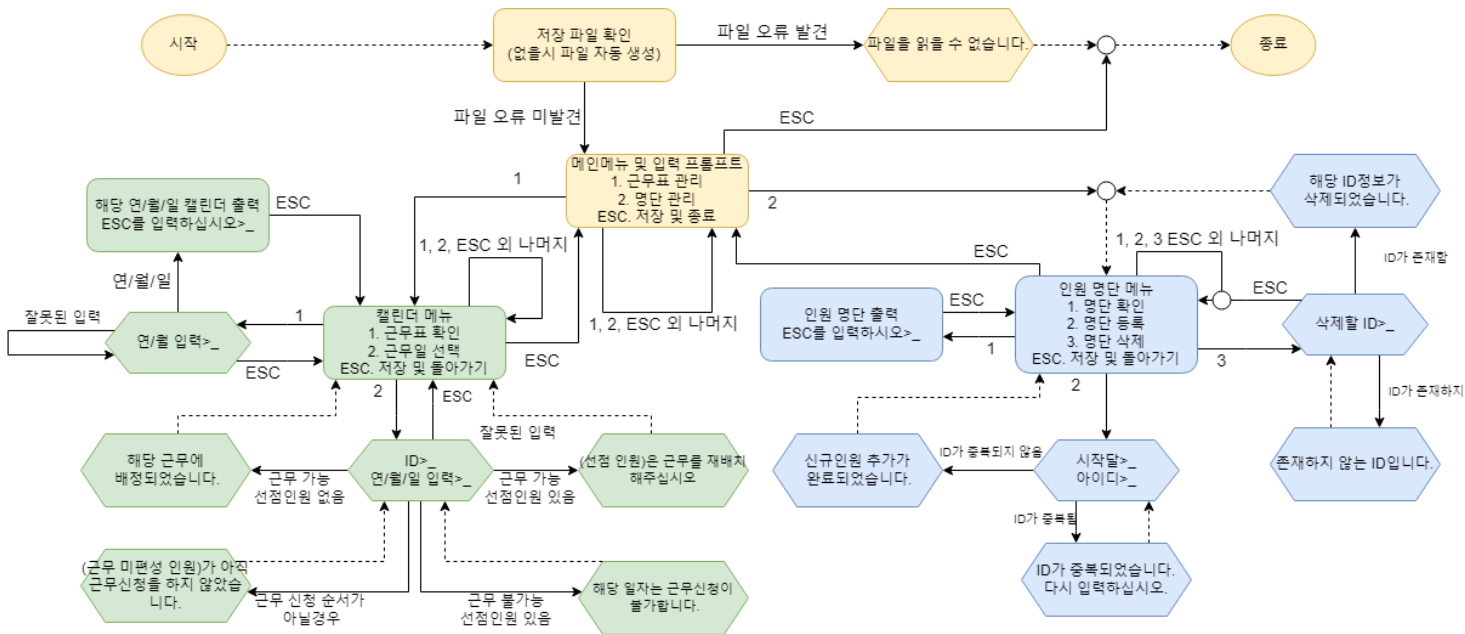 시작
저장 파일 확인
(없을시 파일 자동 생성)
파일 오류 발견
파일을 읽을 수 없습니다.
종료
파일 오류 미발견
ESC
메인메뉴 및 입력 프롬프트
1. 근무표 관리
2. 명단 관리
ESC. 저장 및 종료
1
2
해당 ID정보가
삭제되었습니다.
해당 연/월/일 캘린더 출력
ESC를 입력하십시오>_
ESC
1, 2, ESC 외 나머지
1, 2, 3 ESC 외 나머지
ESC
ID가 존재함
연/월/일
인원 명단 메뉴
1. 명단 확인
2. 명단 등록
3. 명단 삭제
ESC. 저장 및 돌아가기
ESC
인원 명단 출력
ESC를 입력하시오>_
ESC
잘못된 입력
캘린더 메뉴
1. 근무표 확인
2. 근무일 선택
ESC. 저장 및 돌아가기
1
1, 2, ESC 외 나머지
삭제할 ID>_
연/월 입력>_
1
ESC
ESC
3
2
ESC
2
ID가 존재하지
잘못된 입력
해당 근무에
배정되었습니다.
ID>_
연/월/일 입력>_
(선점 인원)은 근무를 재배치
해주십시오
신규인원 추가가
완료되었습니다.
ID가 중복되지 않음
시작달>_
아이디>_
존재하지 않는 ID입니다.
근무 가능
선점인원 없음
근무 가능
선점인원 있음
ID가 중복됨
(근무 미편성 인원)가 아직
근무신청을 하지 않았습
니다.
근무 신청 순서가
아닐경우
근무 불가능
선점인원 있음
해당 일자는 근무신청이
불가합니다.
ID가 중복되었습니다.
다시 입력하십시오.